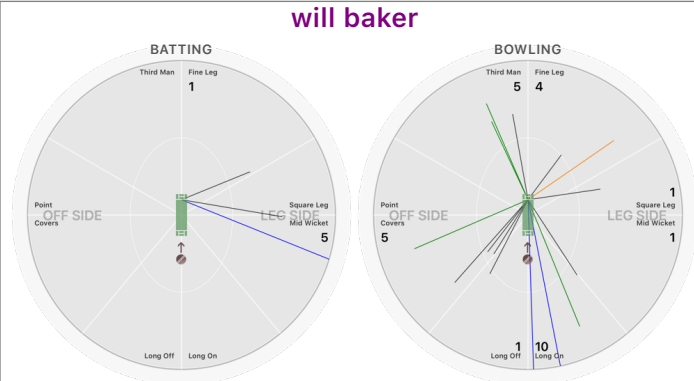 will baker
BATTING
Third Man
Fine Leg
1
Point
OFF SIDE
Covers
Square Leg
LEG SIDE
Mid Wicket
5
Long Off
Long On
BOWLING
Third Man
Fine Leg
5
4
Point
OFF SIDE
Covers
5
1
Square Leg
LEG SIDE
Mid Wicket
1
1
10
Long Off
Long On